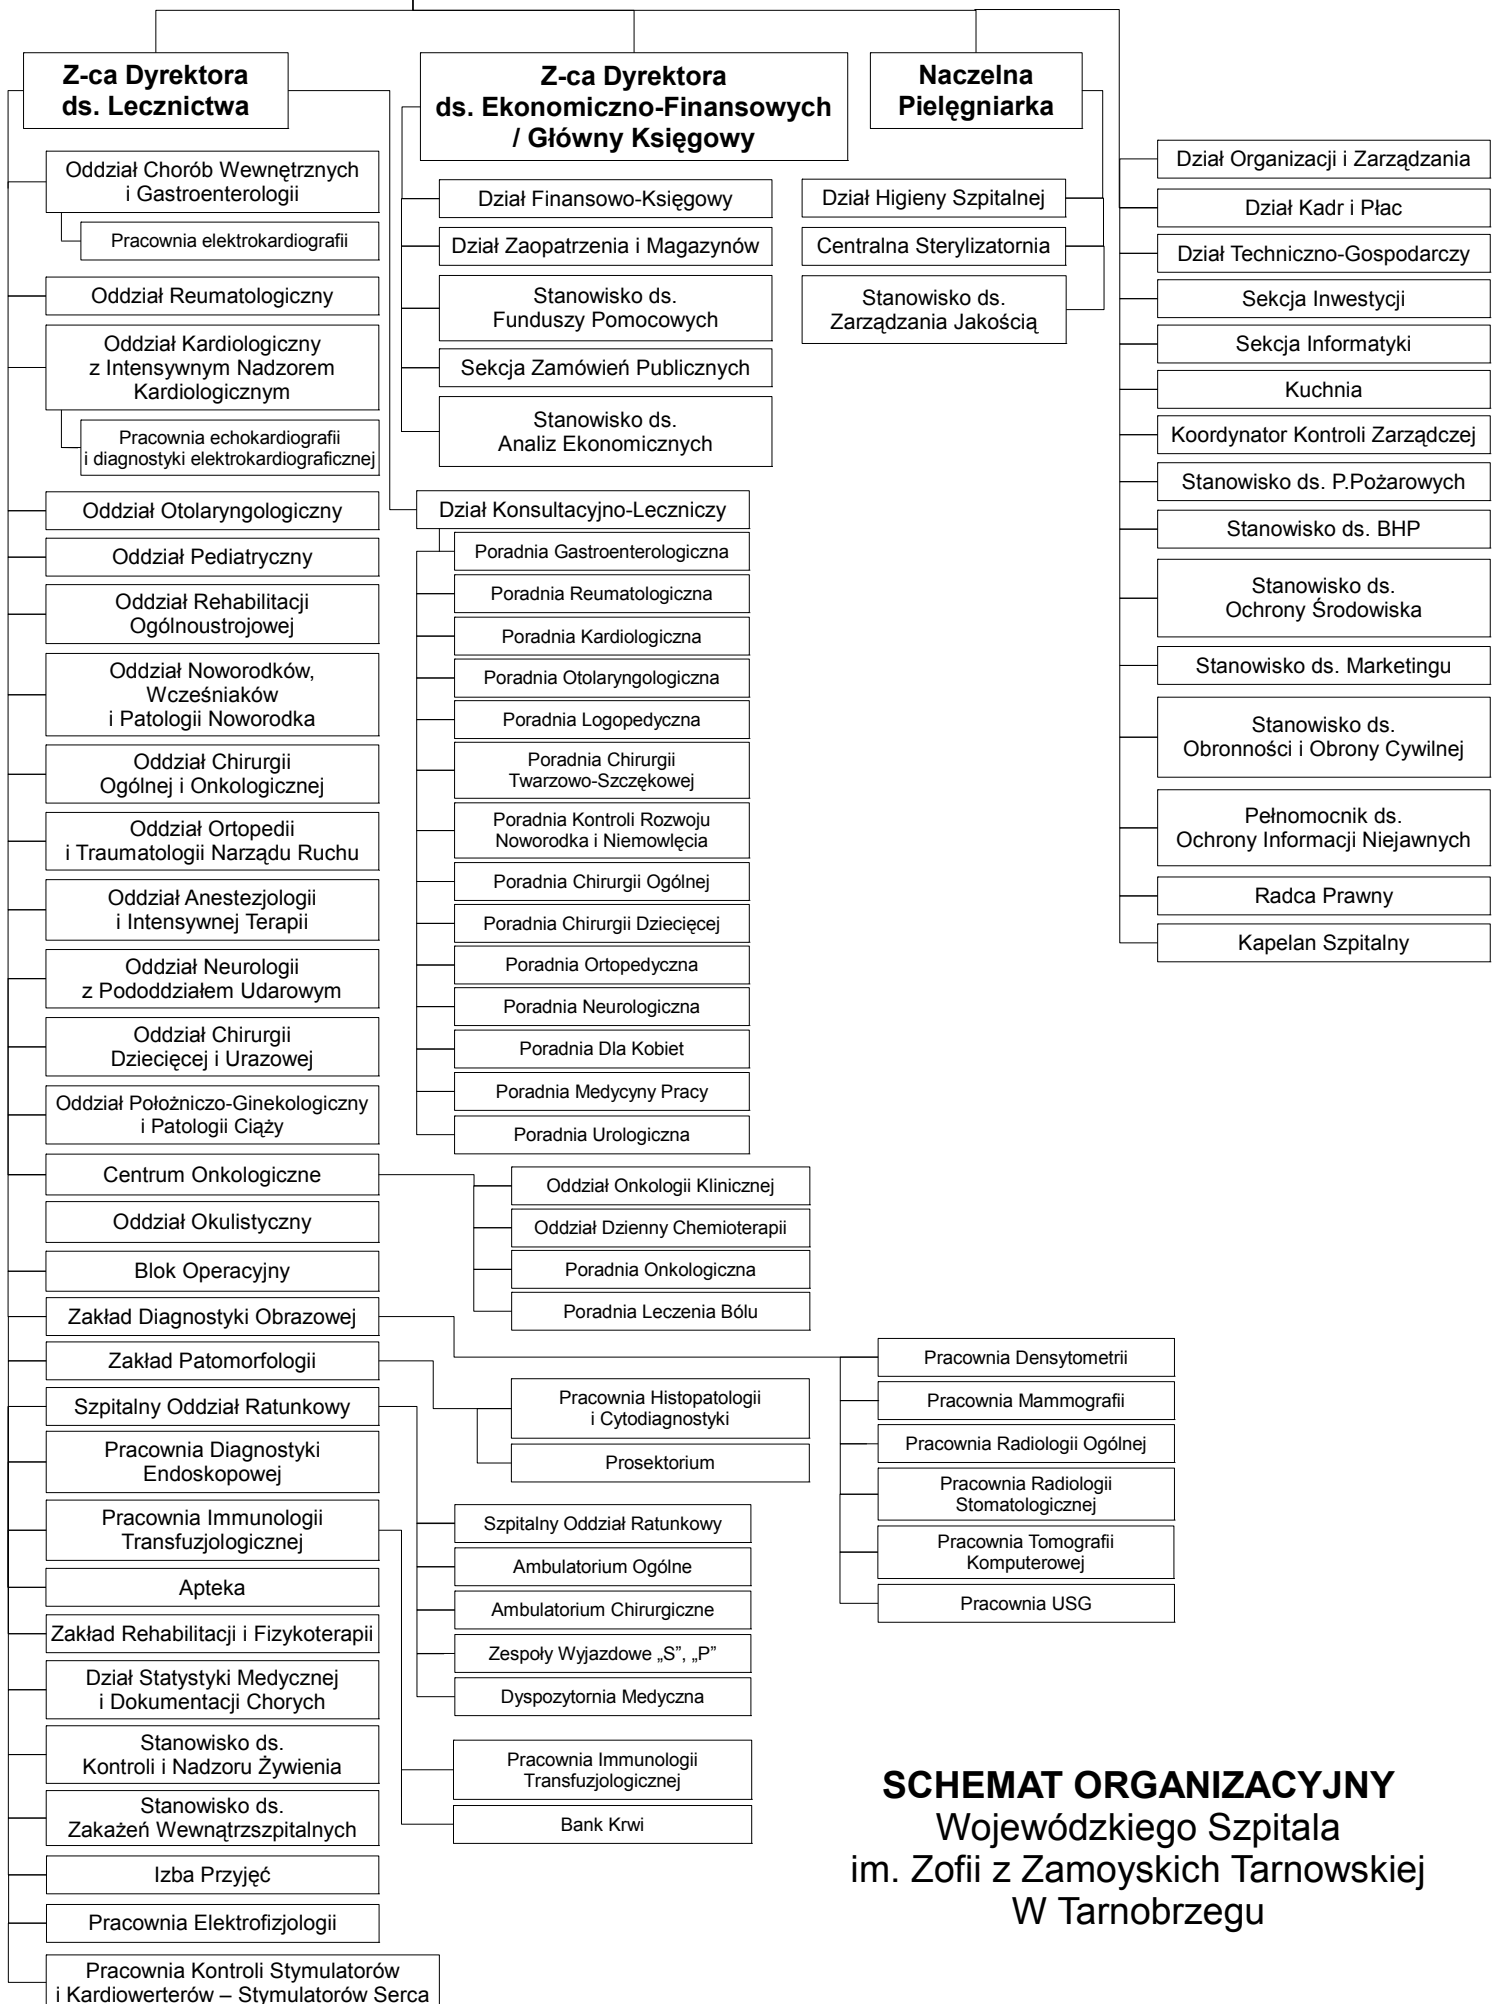 Z-ca Dyrektora
ds. Lecznictwa
Oddział Chorób Wewnętrznych
i Gastroenterologii
Pracownia elektrokardiografii
Oddział Reumatologiczny
Oddział Kardiologiczny
z Intensywnym Nadzorem
Kardiologicznym
Pracownia echokardiografii
i diagnostyki elektrokardiograficznej
Oddział Otolaryngologiczny
Oddział Pediatryczny
Oddział Rehabilitacji
Ogólnoustrojowej
Oddział Noworodków,
Wcześniaków
i Patologii Noworodka
Oddział Chirurgii
Ogólnej i Onkologicznej
Oddział Ortopedii
i Traumatologii Narządu Ruchu
Oddział Anestezjologii
i Intensywnej Terapii
Oddział Neurologii
z Pododdziałem Udarowym
Oddział Chirurgii
Dziecięcej i Urazowej
Oddział Położniczo-Ginekologiczny
i Patologii Ciąży
Centrum Onkologiczne
Oddział Okulistyczny
Blok Operacyjny
Zakład Diagnostyki Obrazowej
Zakład Patomorfologii
Szpitalny Oddział Ratunkowy
Pracownia Diagnostyki
Endoskopowej
Pracownia Immunologii
Transfuzjologicznej
Apteka
Zakład Rehabilitacji i Fizykoterapii
Dział Statystyki Medycznej
i Dokumentacji Chorych
Stanowisko ds.
Kontroli i Nadzoru Żywienia
Stanowisko ds.
Zakażeń Wewnątrzszpitalnych
Izba Przyjęć
Pracownia Elektrofizjologii
Pracownia Kontroli Stymulatorów
i Kardiowerterów – Stymulatorów Serca
Z-ca Dyrektora
ds. Ekonomiczno-Finansowych
/ Główny Księgowy
Dział Finansowo-Księgowy
Dział Zaopatrzenia i Magazynów
Stanowisko ds.
Funduszy Pomocowych
Sekcja Zamówień Publicznych
Stanowisko ds.
Analiz Ekonomicznych
Dział Konsultacyjno-Leczniczy
Poradnia Gastroenterologiczna
Poradnia Reumatologiczna
Poradnia Kardiologiczna
Poradnia Otolaryngologiczna
Poradnia Logopedyczna
Poradnia Chirurgii
Twarzowo-Szczękowej
Poradnia Kontroli Rozwoju
Noworodka i Niemowlęcia
Poradnia Chirurgii Ogólnej
Poradnia Chirurgii Dziecięcej
Poradnia Ortopedyczna
Poradnia Neurologiczna
Poradnia Dla Kobiet
Poradnia Medycyny Pracy
Poradnia Urologiczna
Oddział Onkologii Klinicznej
Oddział Dzienny Chemioterapii
Poradnia Onkologiczna
Poradnia Leczenia Bólu
Pracownia Histopatologii
i Cytodiagnostyki
Prosektorium
Szpitalny Oddział Ratunkowy
Ambulatorium Ogólne
Ambulatorium Chirurgiczne
Zespoły Wyjazdowe „S”, „P”
Dyspozytornia Medyczna
Pracownia Immunologii
Transfuzjologicznej
Bank Krwi
Naczelna
Pielęgniarka
Dział Higieny Szpitalnej
Centralna Sterylizatornia
Stanowisko ds.
Zarządzania Jakością
Dział Organizacji i Zarządzania
Dział Kadr i Płac
Dział Techniczno-Gospodarczy
Sekcja Inwestycji
Sekcja Informatyki
Kuchnia
Koordynator Kontroli Zarządczej
Stanowisko ds. P.Pożarowych
Stanowisko ds. BHP
Stanowisko ds.
Ochrony Środowiska
Stanowisko ds. Marketingu
Stanowisko ds.
Obronności i Obrony Cywilnej
Pełnomocnik ds.
Ochrony Informacji Niejawnych
Radca Prawny
Kapelan Szpitalny
Pracownia Densytometrii
Pracownia Mammografii
Pracownia Radiologii Ogólnej
Pracownia Radiologii
Stomatologicznej
Pracownia Tomografii
Komputerowej
Pracownia USG
SCHEMAT ORGANIZACYJNY
Wojewódzkiego Szpitala
im. Zofii z Zamoyskich Tarnowskiej
W Tarnobrzegu